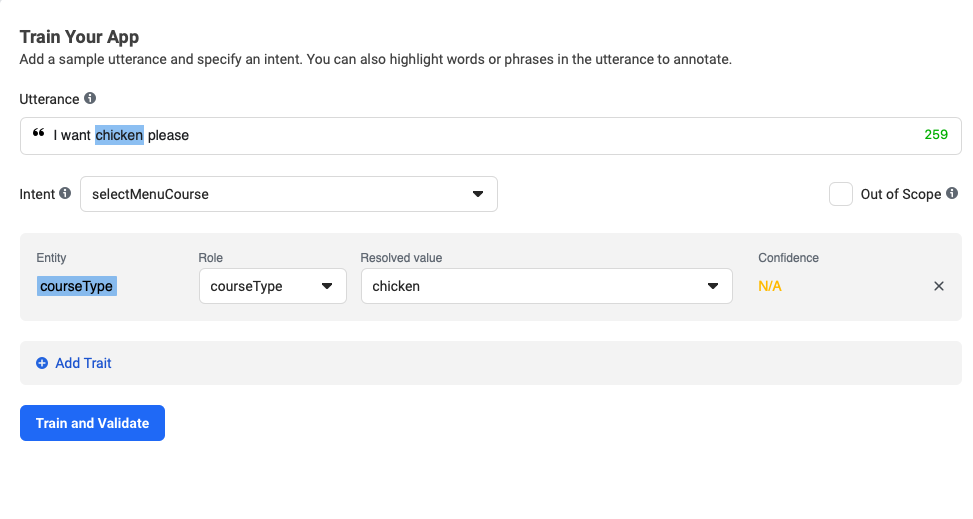 Train Your App
Add a sample utterance and specify an intent. You can also highlight words or phrases in the utterance to annotate.
Utterance
“ I want chicken please 259
Intent selectMenuCourse Out of Scope
Entity Role Resolved value Confidence
courseType courseType chicken N/A
Add Trait
Train and Validate